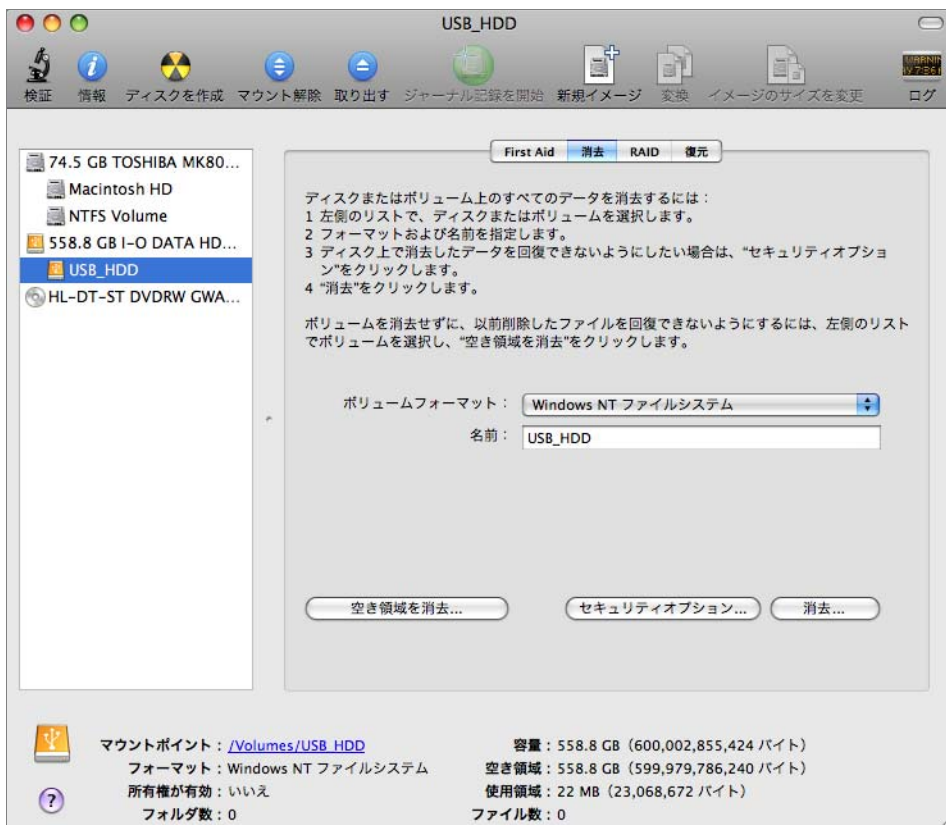 USB_HDD
検証 情報 ディスクを作成 マウント解除 取り出す ジャーナル記録を開始 新規イメージ 変換 イメージのサイズを変更 ログ
74.5 GB TOSHIBA MK80...
Macintosh HD
NTFS Volume
558.8 GB I-O DATA HD...
USB_HDD
HL-DT-ST DVDRW GWA...
First Aid 消去 RAID 復元
ディスクまたはボリューム上のすべてのデータを消去するには：
1 左側のリストで、ディスクまたはボリュームを選択します。
2 フォーマットおよび名前を指定します。
3 ディスク上で消去したデータを回復できないようにしたい場合は、“セキュリティオプショ
ン”をクリックします。
4 “消去”をクリックします。
ボリュームを消去せずに、以前削除したファイルを回復できないようにするには、左側のリスト
でボリュームを選択し、“空き領域を消去”をクリックします。
ボリュームフォーマット： Windows NT ファイルシステム
名前： USB_HDD
空き領域を消去... セキュリティオプション... 消去...
マウントポイント：/Volumes/USB_HDD
フォーマット：Windows NT ファイルシステム
所有権が有効：いいえ
フォルダ数：0
容量：558.8 GB（600,002,855,424 バイト）
空き領域：558.8 GB（599,979,786,240 バイト）
使用領域：22 MB（23,068,672 バイト）
ファイル数：0